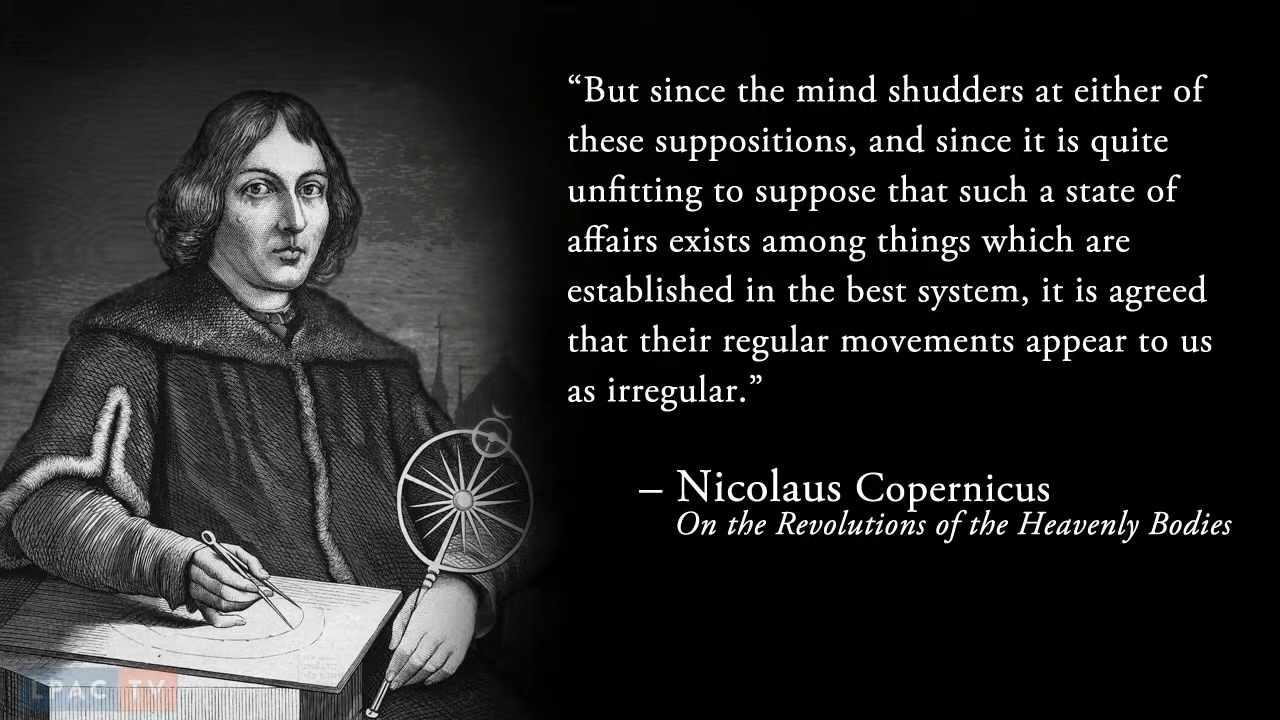 “But since the mind shudders at either of
these suppositions, and since it is quite
unfitting to suppose that such a state of
affairs exists among things which are
established in the best system, it is agreed
that their regular movements appear to us
as irregular.”
– Nicolaus Copernicus
On the Revolutions of the Heavenly Bodies
LPAC TV